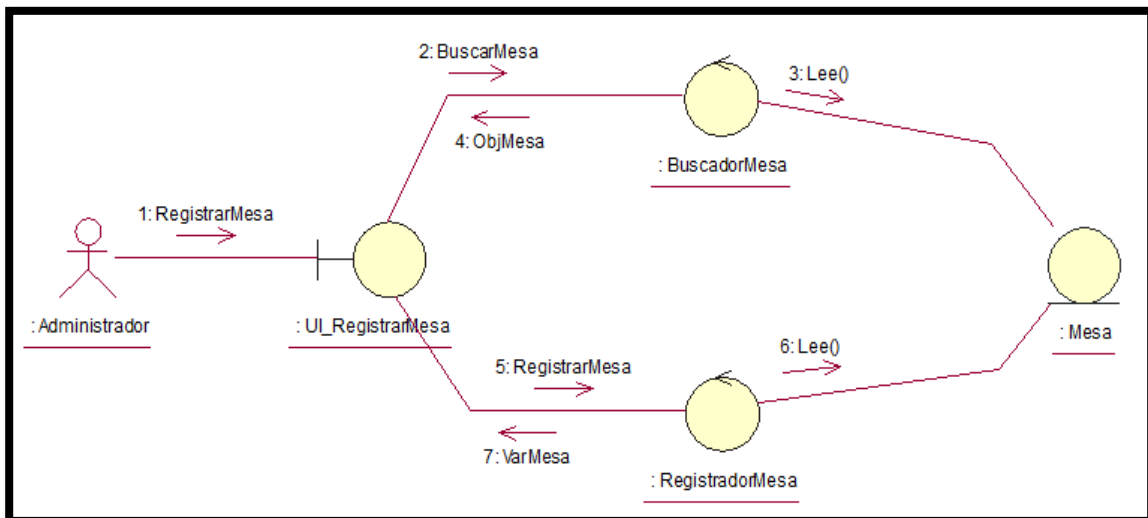 2: BuscarMesa
3: Lee()
4: ObjMesa
: BuscadorMesa
1: RegistrarMesa
: Administrador
: UI_RegistrarMesa
: Mesa
5: RegistrarMesa
6: Lee()
7: VarMesa
: RegistradorMesa